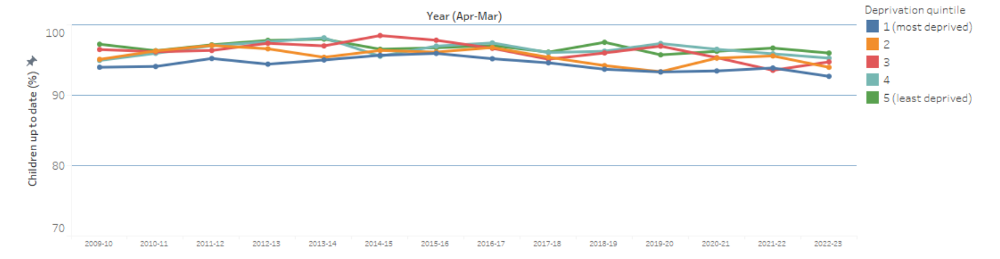 Year (Apr-Mar)
Deprivation quintile
1 (most deprived)
2
3
4
5 (least deprived)
Children up to date (%)
100
90
80
70
2009-10 2010-11 2011-12 2012-13 2013-14 2014-15 2015-16 2016-17 2017-18 2018-19 2019-20 2020-21 2021-22 2022-23